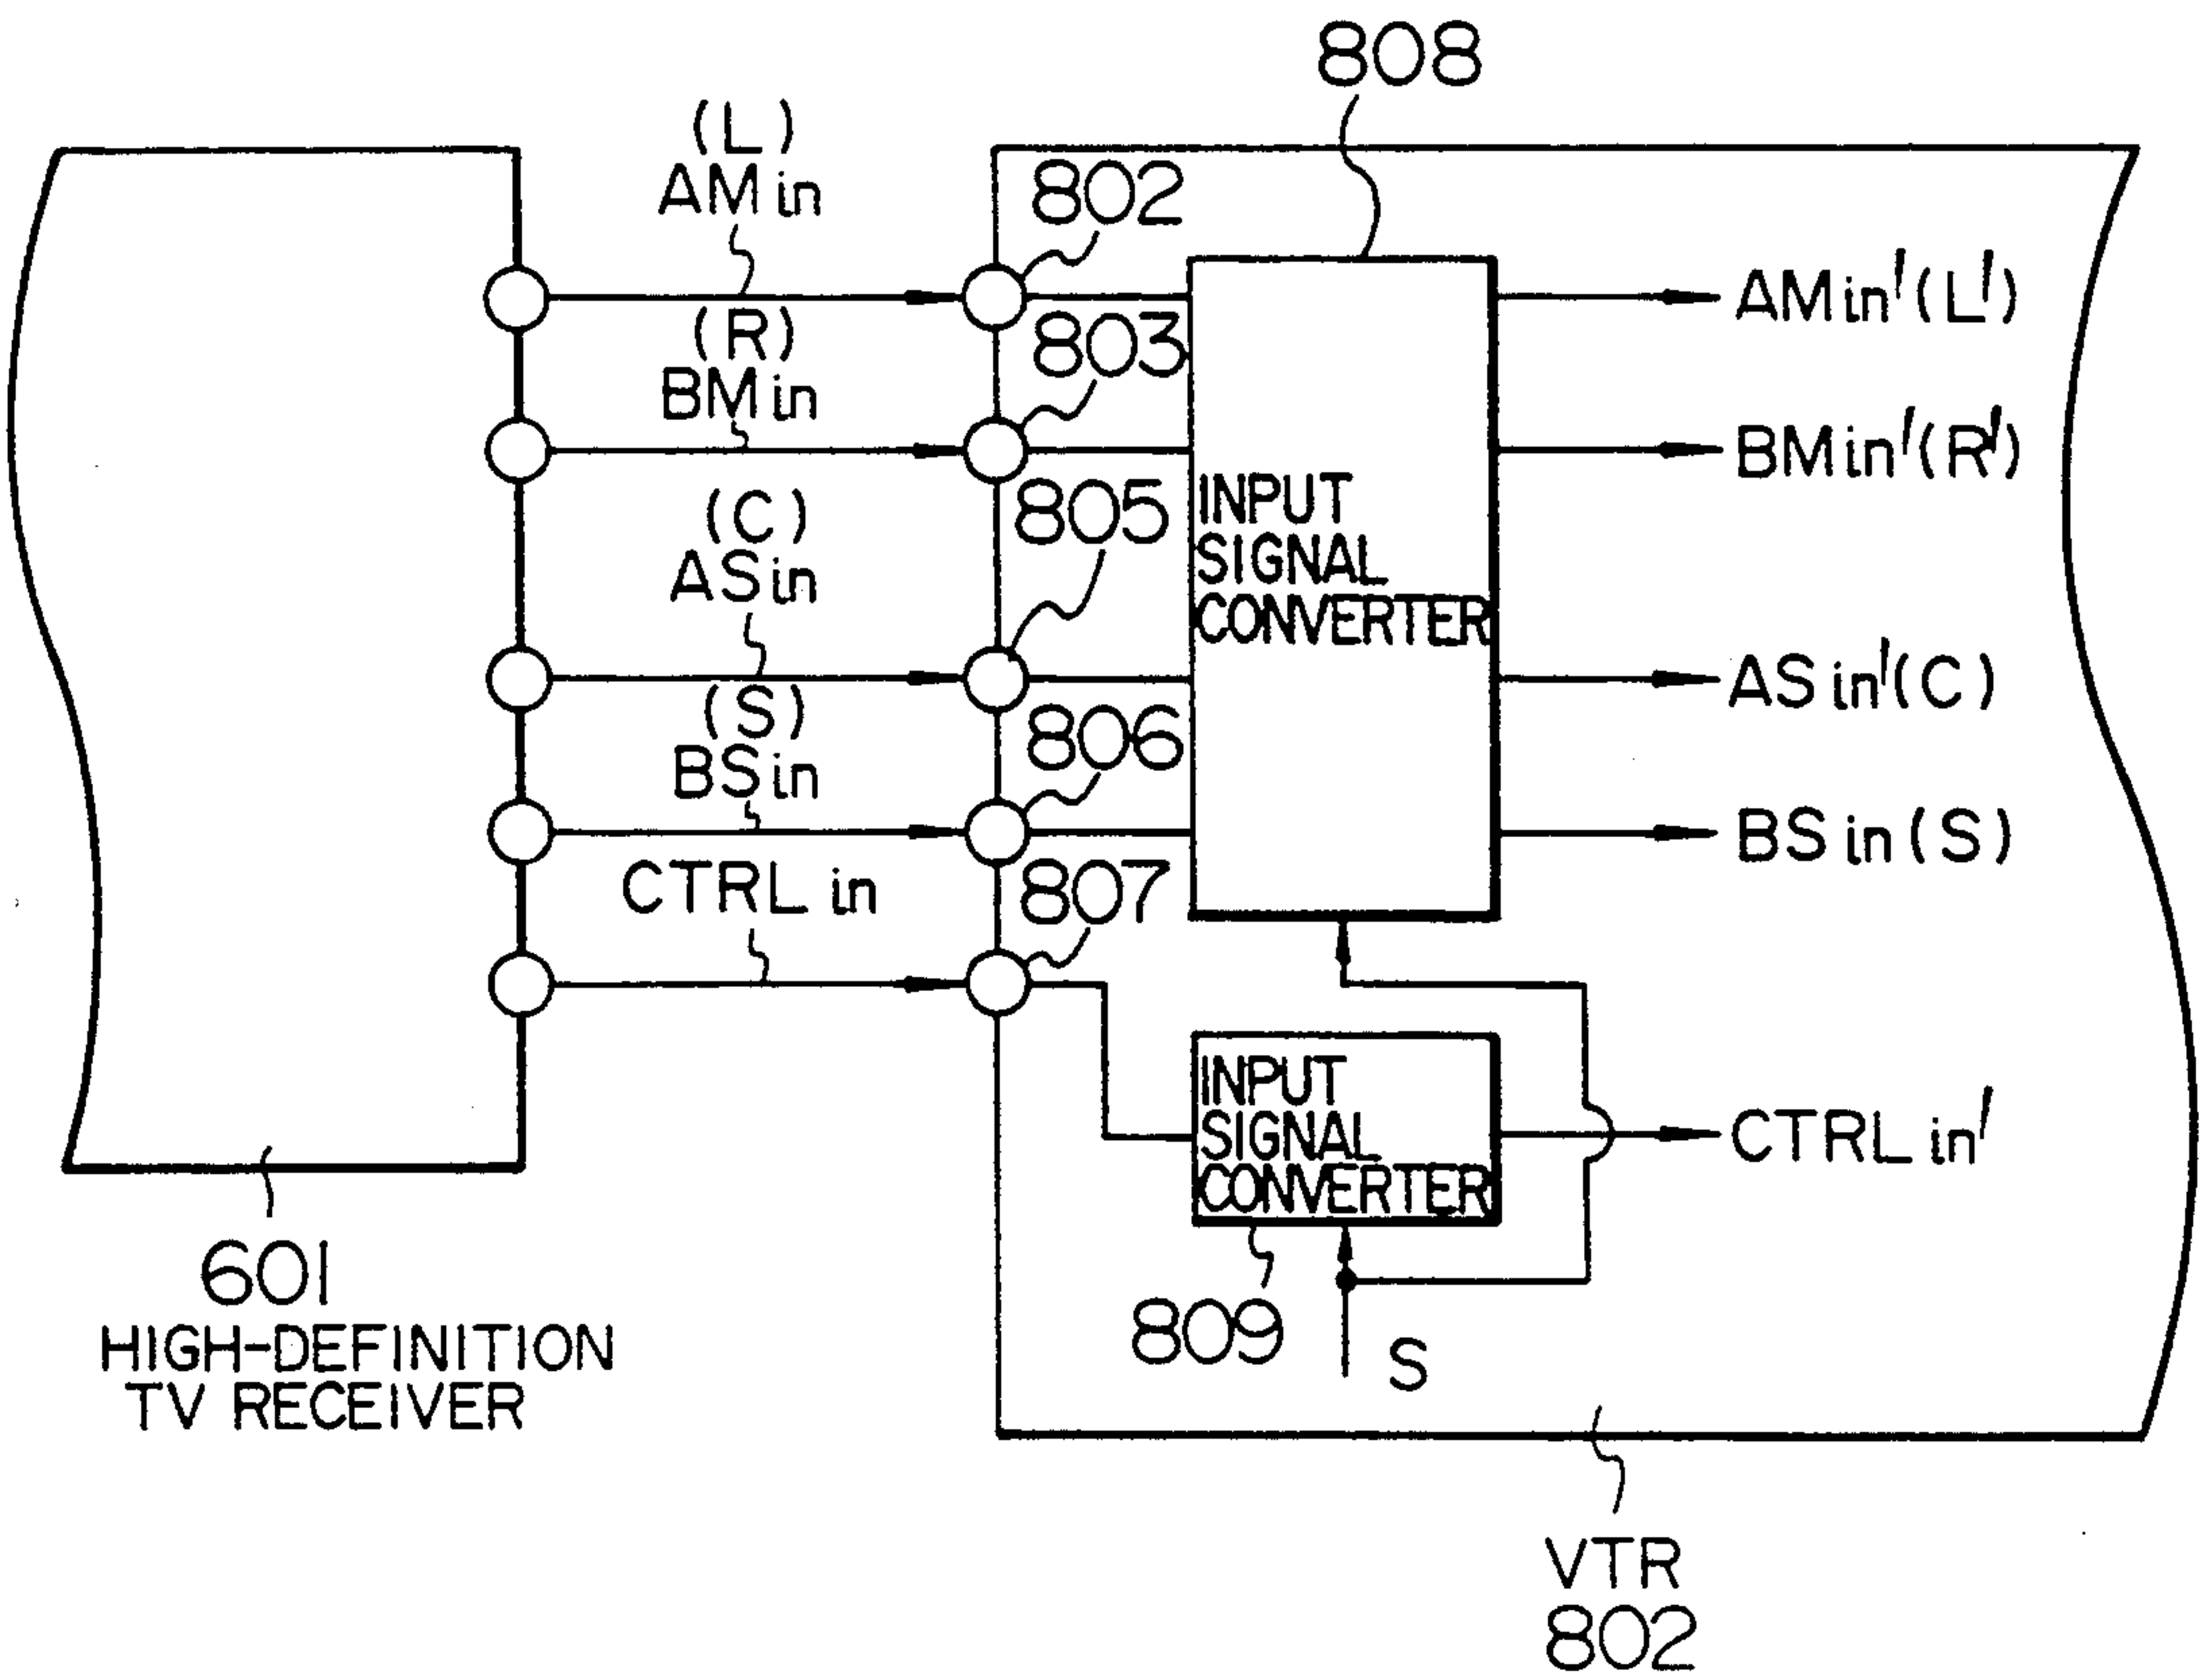 808
(L)
AM in
802
AM in' (L')
(R)
BM in
803
BM in' (R')
(C)
AS in
805
INPUT
SIGNAL
CONVERTER
AS in' (C)
(S)
BS in
806
BS in (S)
CTRL in
807
INPUT
SIGNAL
CONVERTER
CTRL in'
601
HIGH-DEFINITION
TV RECEIVER
809
S
VTR
802